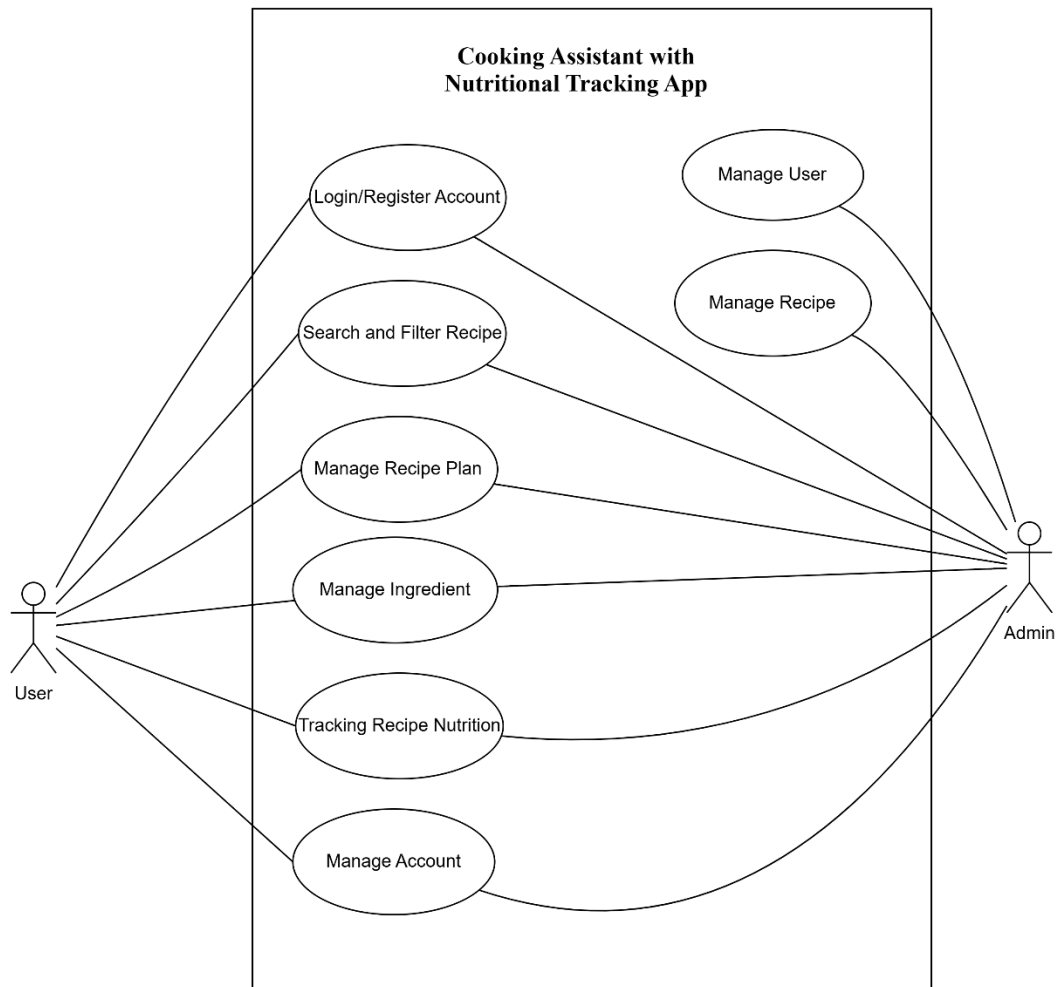 Cooking Assistant with
Nutritional Tracking App
Manage User
Login/Register Account
Manage Recipe
Search and Filter Recipe
Manage Recipe Plan
Manage Ingredient
Admin
User
Tracking Recipe Nutrition
Manage Account